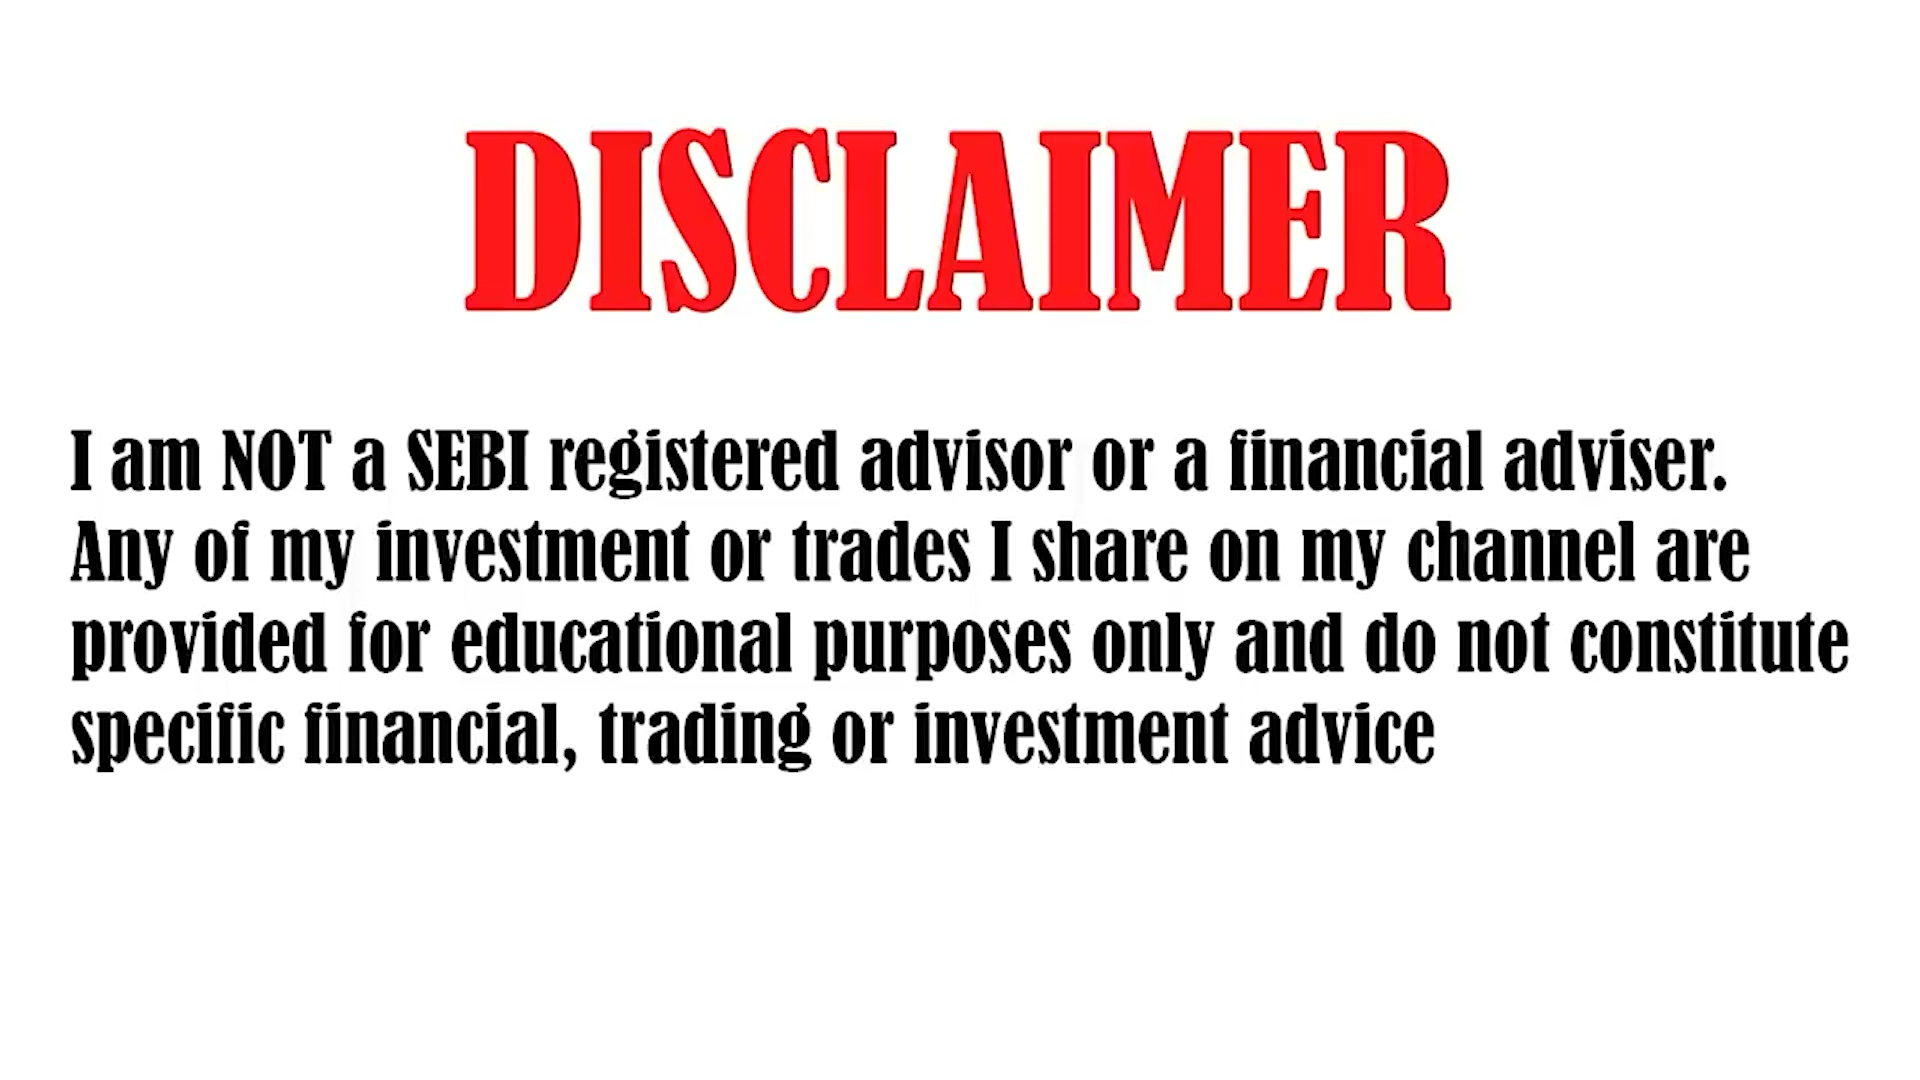 DISCLAIMER
I am NOT a SEBI registered advisor or a financial adviser.
Any of my investment or trades I share on my channel are
provided for educational purposes only and do not constitute
specific financial, trading or investment advice